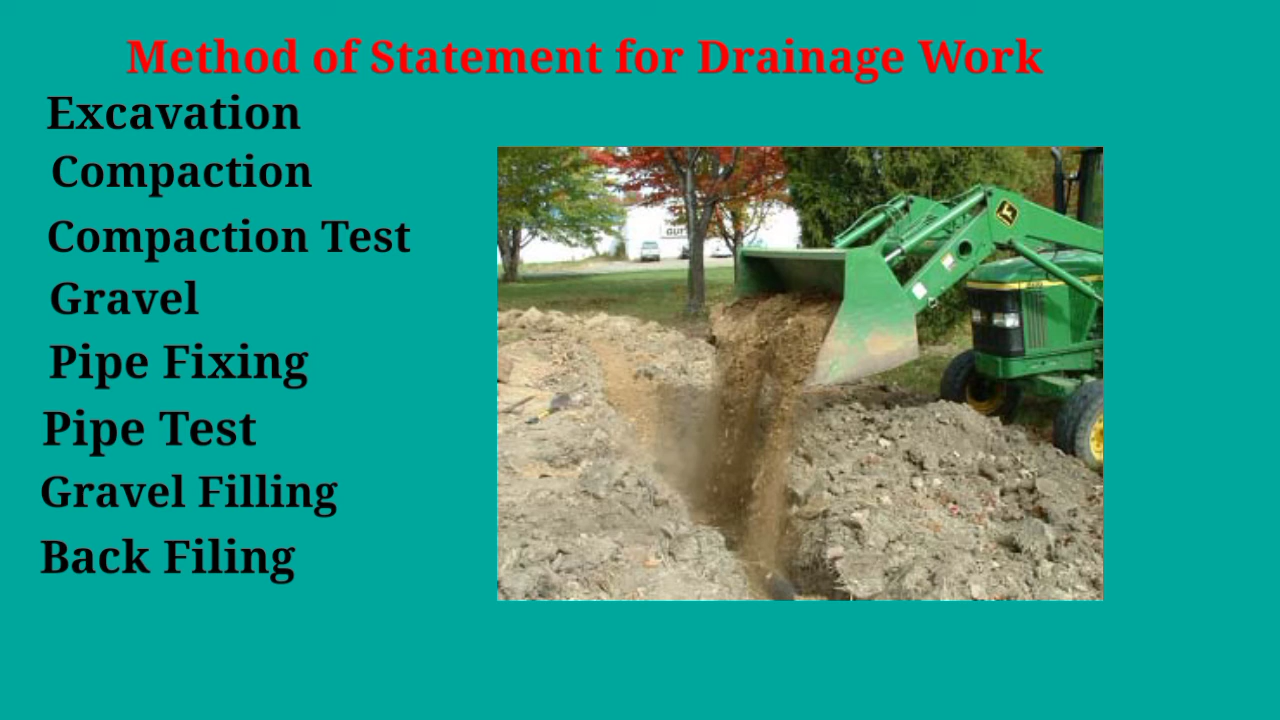 Method of Statement for Drainage Work
Excavation
Compaction
Compaction Test
Gravel
Pipe Fixing
Pipe Test
Gravel Filling
Back Filing